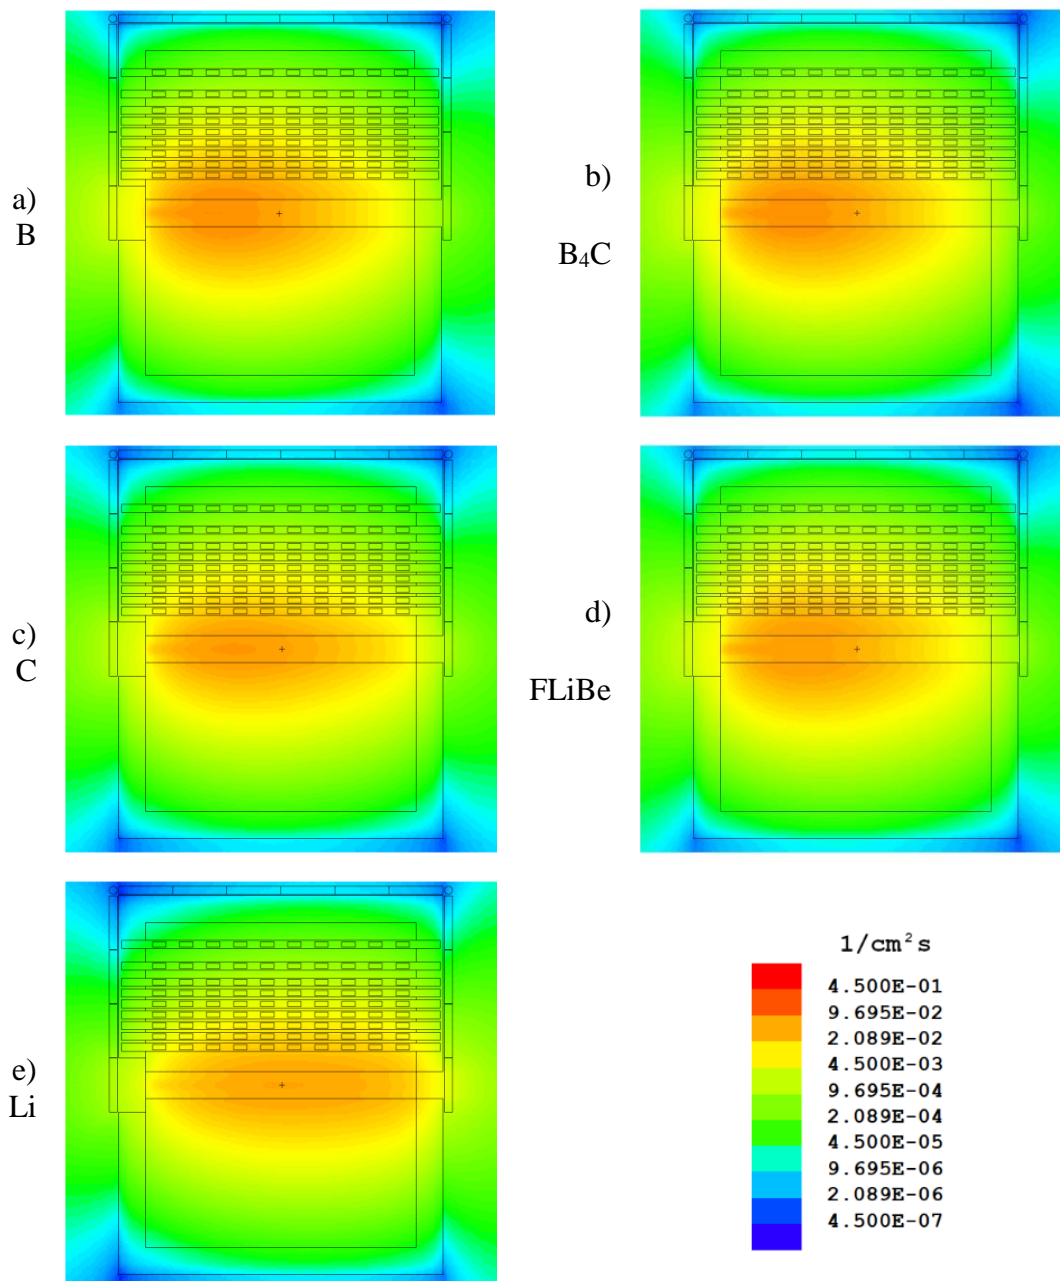 a)
B
b)
B₄C
c)
C
d)
FLiBe
e)
Li
1/cm²s
4.500E-01
9.695E-02
2.089E-02
4.500E-03
9.695E-04
2.089E-04
4.500E-05
9.695E-06
2.089E-06
4.500E-07